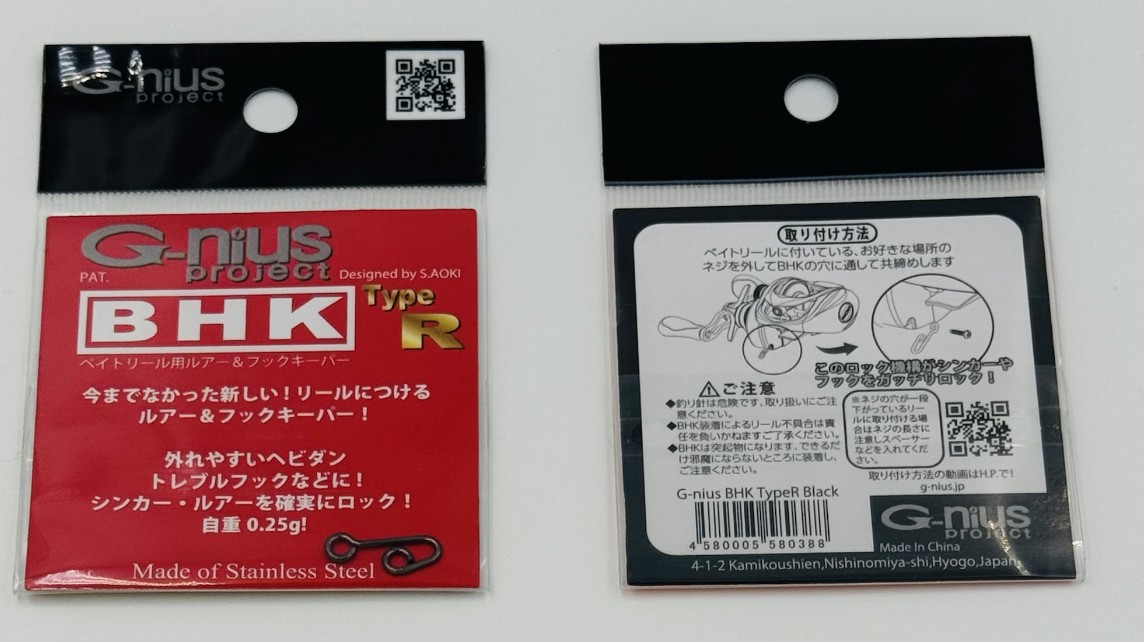 G-nius
project
G-nius
project
PAT.
Designed by S.AOKI
BHK
Type
R
ベイトリール用ルアー＆フックキーパー
今までなかった新しい！リールにつける
ルアー＆フックキーパー！
外れやすいヘビダン
トレブルフックなどに！
シンカー・ルアーを確実にロック！
自重 0.25g!
Made of Stainless Steel
取り付け方法
ベイトリールに付いている、お好きな場所の
ネジを外してBHKの穴に通して共締めします
このロック機構がシンカーや
フックをガッチリロック！
ご注意
◆釣り針は危険です、取り扱いにご注
意ください。
◆BHK装着によるリール不具合は責
任を負いかねますご了承ください。
◆BHKは突起物になります、できるだ
け邪魔にならないところに装着し、
ご注意ください。
※ネジの穴が一段
下がっているリー
ルに取り付ける場
合はネジの長さに
注意しスペーサー
などを入れてくだ
さい。
取り付け方法の動画はH.P.で！
g-nius.jp
G-nius BHK TypeR Black
4 580005 580388
G-nius
project
Made In China
4-1-2 Kamikoushien,Nishinomiya-shi,Hyogo,Japan